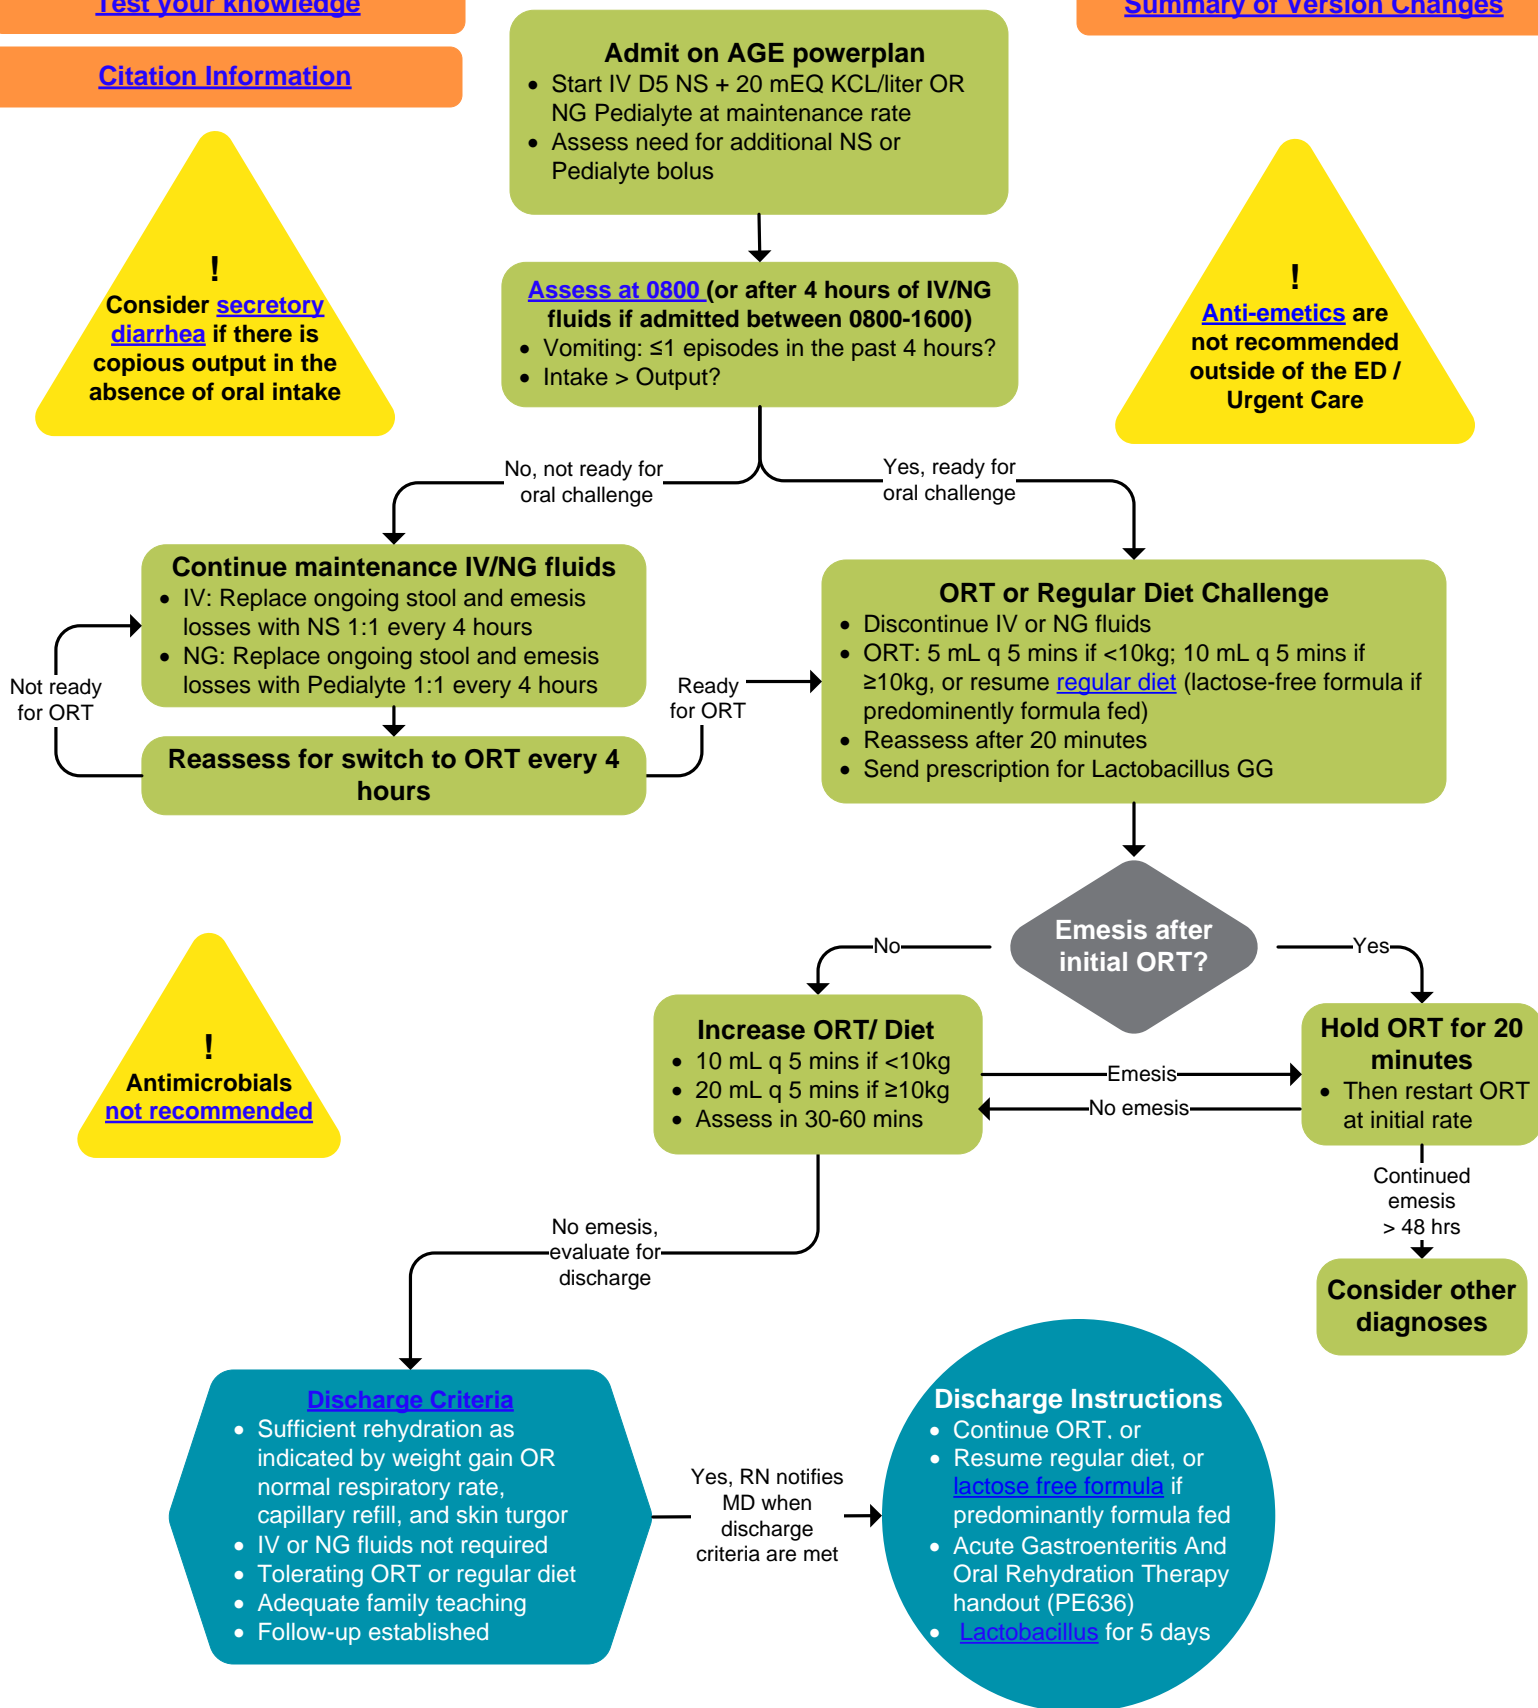 Test your knowledge
Summary of Version Changes
Citation Information
Admit on AGE powerplan
• Start IV D5 NS + 20 mEQ KCL/liter OR
NG Pedialyte at maintenance rate
• Assess need for additional NS or
Pedialyte bolus
!
Consider secretory
diarrhea if there is
copious output in the
absence of oral intake
!
Anti-emetics are
not recommended
outside of the ED /
Urgent Care
Assess at 0800 (or after 4 hours of IV/NG
fluids if admitted between 0800-1600)
• Vomiting: ≤1 episodes in the past 4 hours?
• Intake > Output?
No, not ready for
oral challenge
Yes, ready for
oral challenge
Continue maintenance IV/NG fluids
• IV: Replace ongoing stool and emesis
losses with NS 1:1 every 4 hours
• NG: Replace ongoing stool and emesis
losses with Pedialyte 1:1 every 4 hours
Not ready
for ORT
Reassess for switch to ORT every 4
hours
Ready
for ORT
ORT or Regular Diet Challenge
• Discontinue IV or NG fluids
• ORT: 5 mL q 5 mins if <10kg; 10 mL q 5 mins if
≥10kg, or resume regular diet (lactose-free formula if
predominently formula fed)
• Reassess after 20 minutes
• Send prescription for Lactobacillus GG
Emesis after
initial ORT?
No
Yes
!
Antimicrobials
not recommended
Increase ORT/ Diet
• 10 mL q 5 mins if <10kg
• 20 mL q 5 mins if ≥10kg
• Assess in 30-60 mins
Emesis
No emesis
Hold ORT for 20
minutes
• Then restart ORT
at initial rate
Continued
emesis
> 48 hrs
Consider other
diagnoses
No emesis,
evaluate for
discharge
Discharge Criteria
• Sufficient rehydration as
indicated by weight gain OR
normal respiratory rate,
capillary refill, and skin turgor
• IV or NG fluids not required
• Tolerating ORT or regular diet
• Adequate family teaching
• Follow-up established
Yes, RN notifies
MD when
discharge
criteria are met
Discharge Instructions
• Continue ORT, or
• Resume regular diet, or
lactose free formula if
predominantly formula fed
• Acute Gastroenteritis And
Oral Rehydration Therapy
handout (PE636)
• Lactobacillus for 5 days